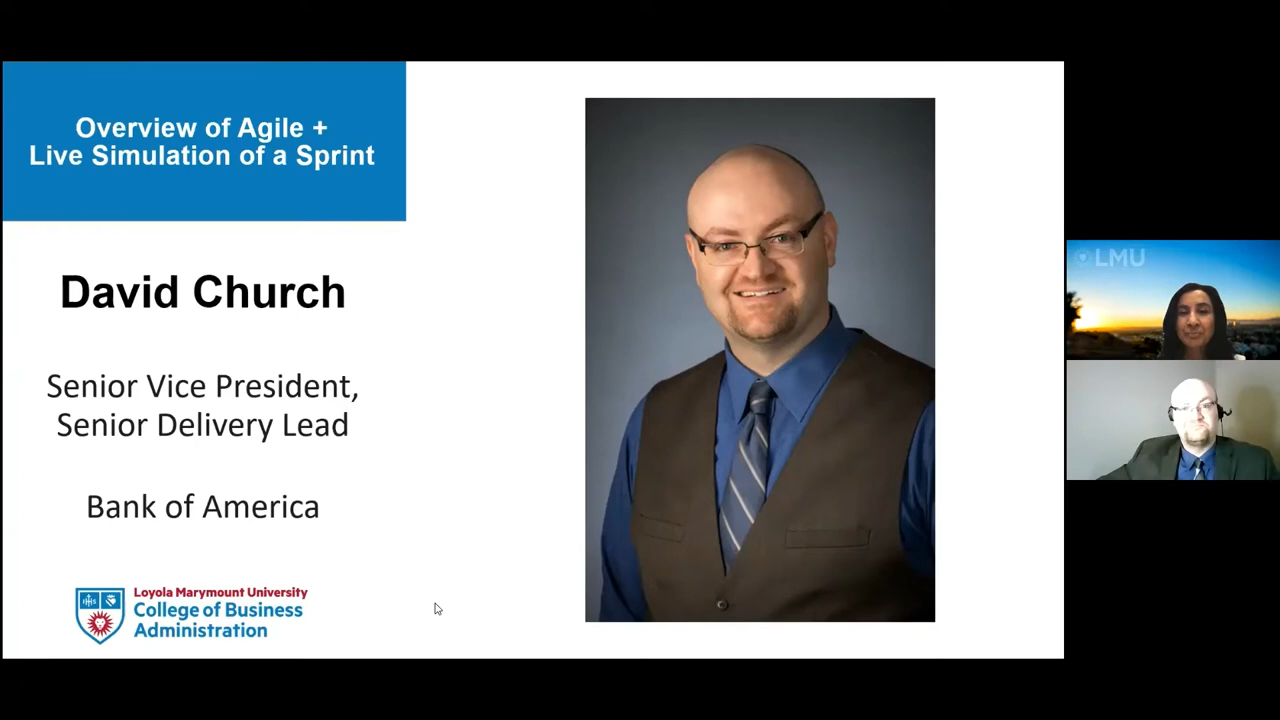 Overview of Agile +
Live Simulation of a Sprint
David Church
Senior Vice President,
Senior Delivery Lead
Bank of America
Loyola Marymount University
College of Business
Administration
LMU